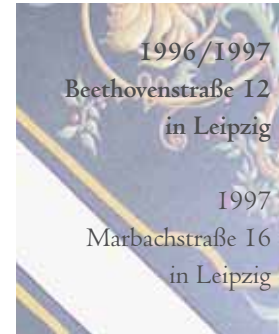 1996/1997
Beethovenstraße 12
in Leipzig
1997
Marbachstraße 16
in Leipzig